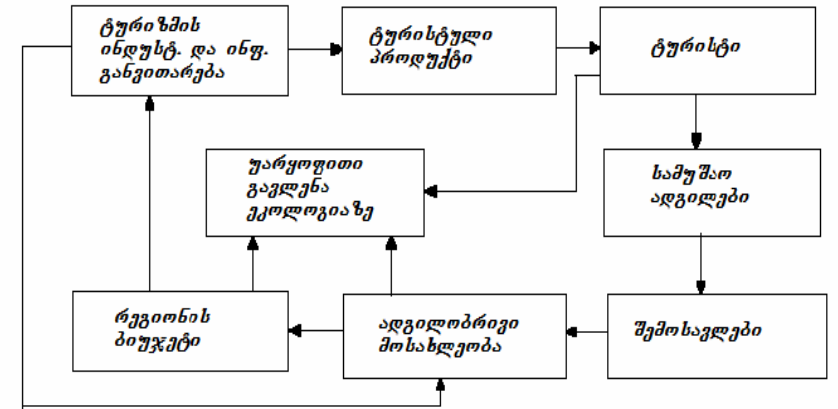 ტურიზმის
ინდუსტ. და ინფ.
განვითარება
ტურისტული
პროდუქტი
ტურისტი
უარყოფითი
გავლენა
ეკოლოგიაზე
სამუშაო
ადგილები
რეგიონის
ბიუჯეტი
ადგილობრივი
მოსახლეობა
შემოსავლები